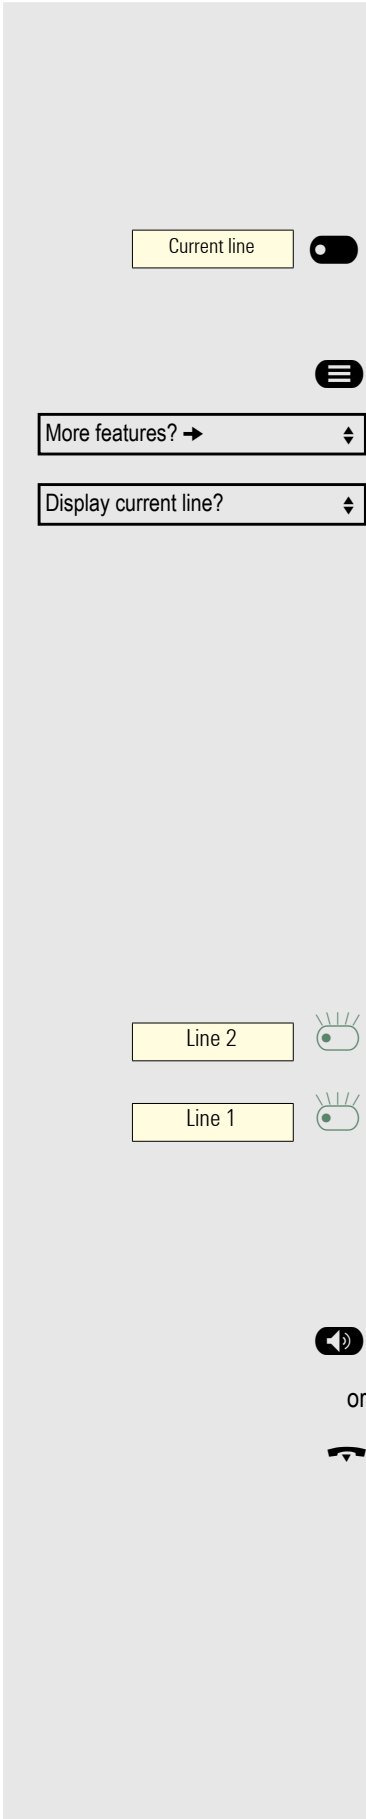 Current line
More features? →
Display current line?
Line 2
Line 1
or